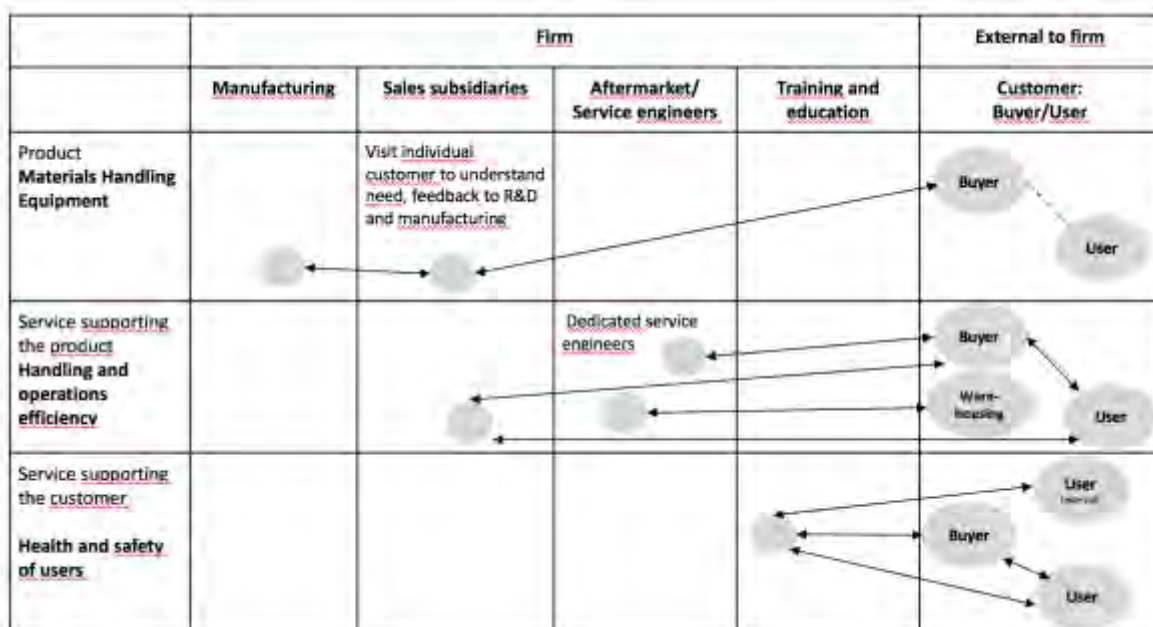 Firm
External to firm
Manufacturing
Sales subsidiaries
Aftermarket/
Service engineers
Training and
education
Customer:
Buyer/User
Product
Materials Handling
Equipment
Visit individual
customer to understand
need, feedback to R&D
and manufacturing
Buyer
User
Service supporting
the product
Handling and
operations
efficiency
Dedicated service
engineers
Buyer
Ware-
housing
User
Service supporting
the customer
Health and safety
of users
User
Buyer
User